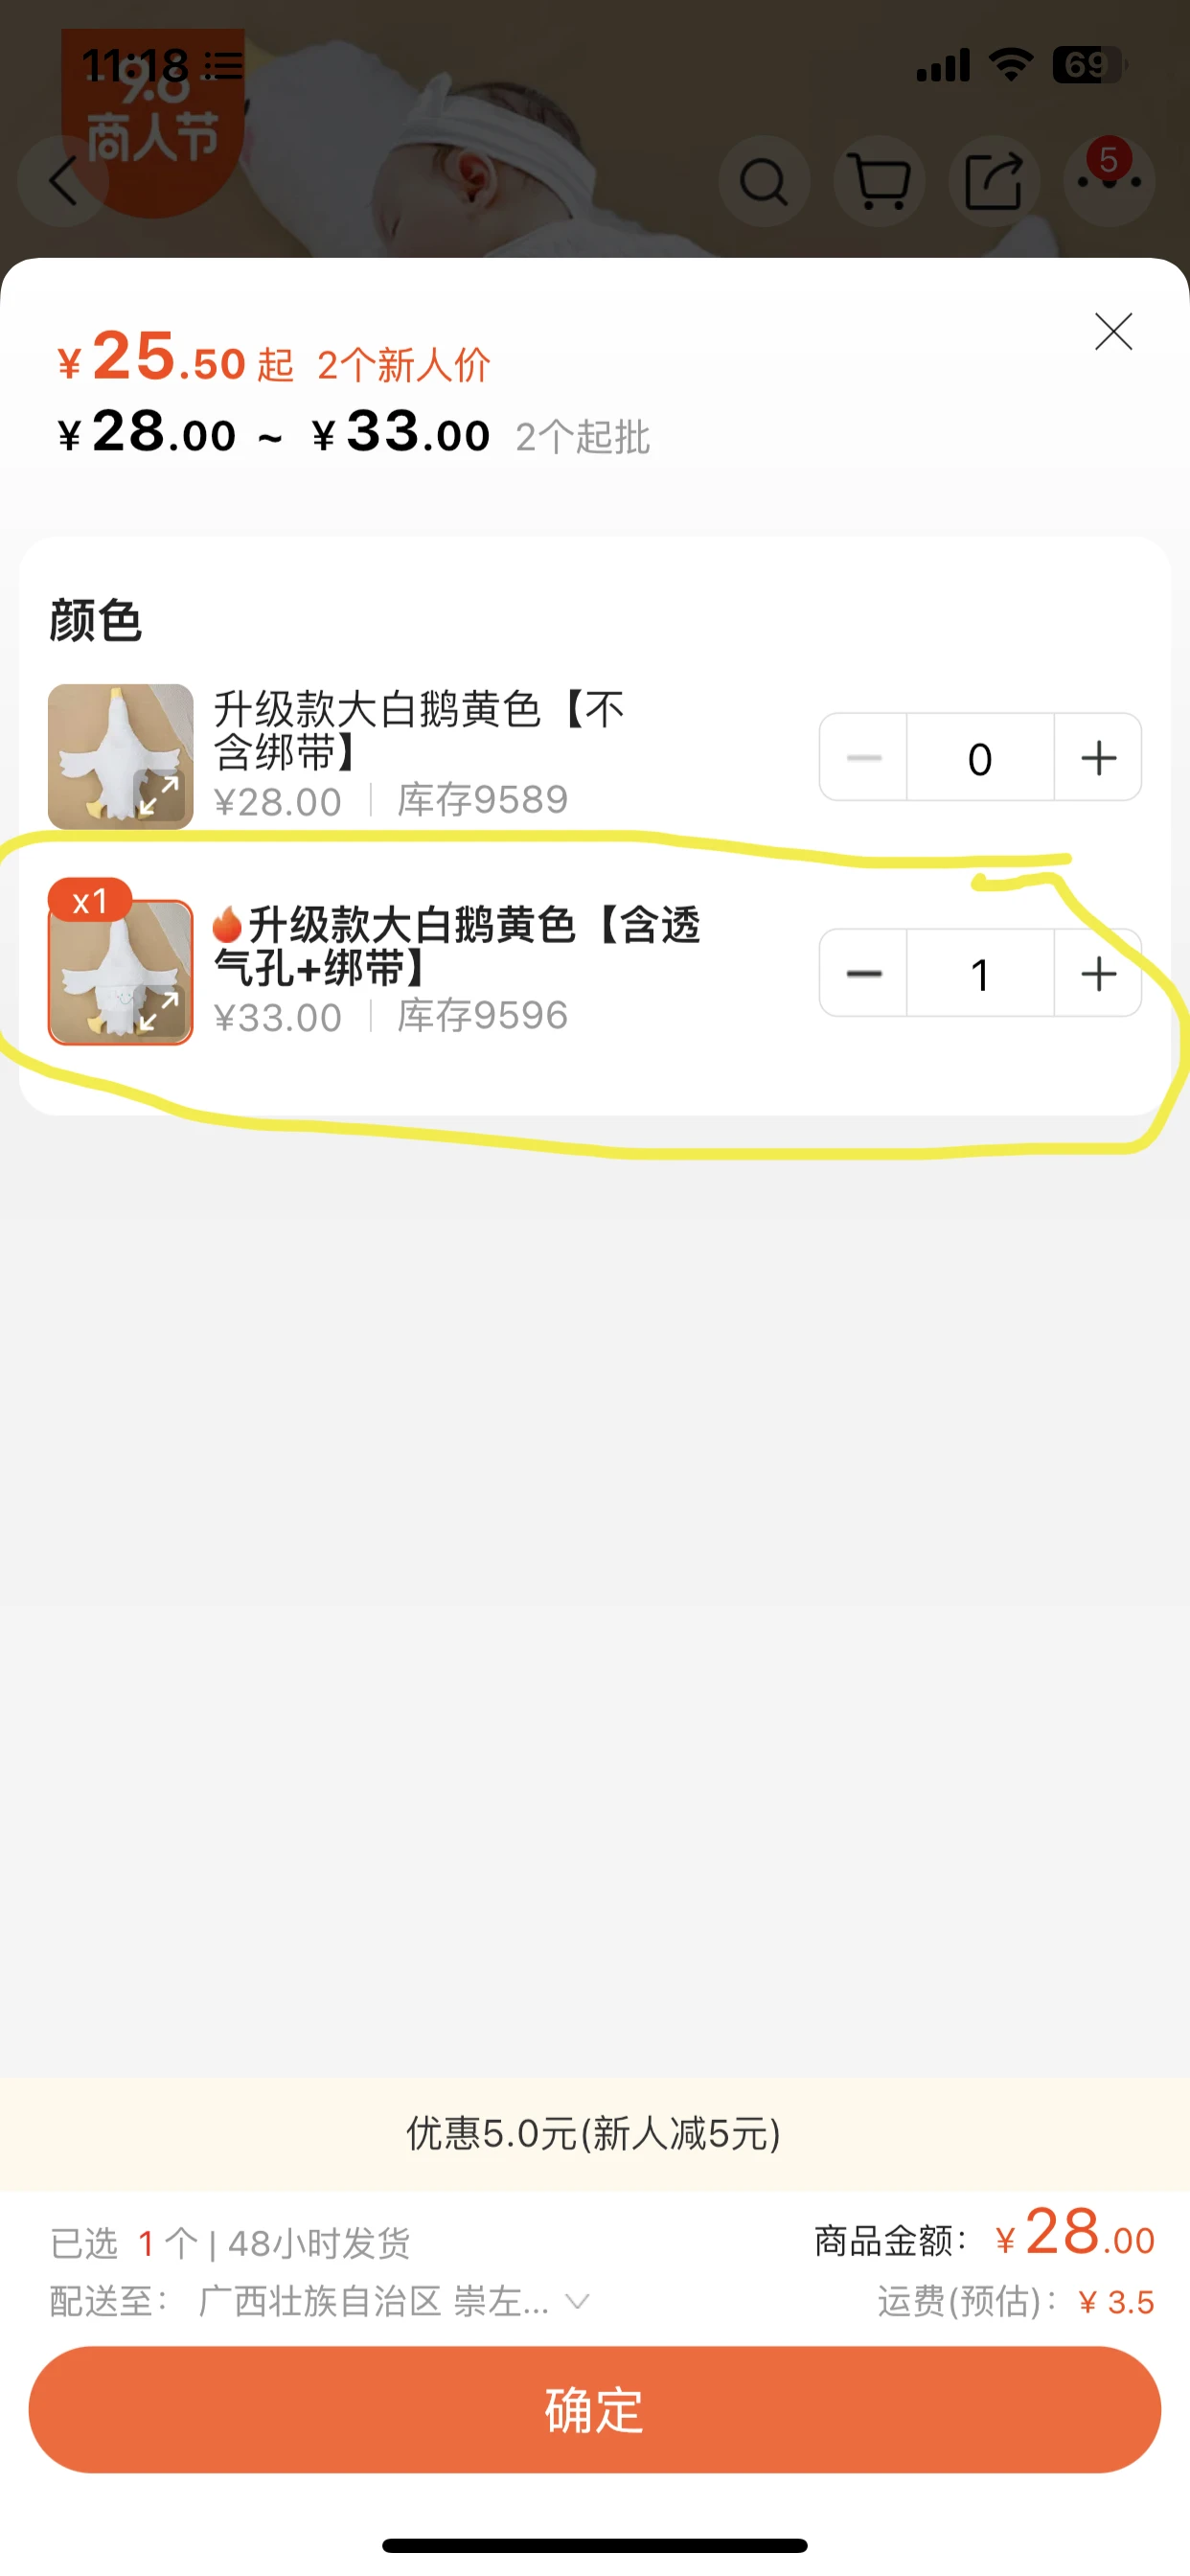 11:18
69
9.8
商人节
5
¥25.50起 2个新人价
¥28.00 ~ ¥33.00 2个起批
颜色
升级款大白鹅黄色【不
含绑带】
¥28.00 | 库存9589
0
x1
🔥升级款大白鹅黄色【含透
气孔+绑带】
¥33.00 | 库存9596
1
优惠5.0元(新人减5元)
已选 1 个 | 48小时发货
商品金额: ¥28.00
配送至: 广西壮族自治区 崇左...
运费(预估): ¥3.5
确定